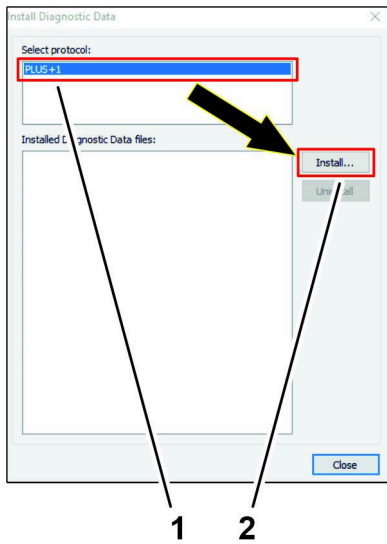 Install Diagnostic Data
Select protocol:
PLUS+1
Installed Diagnostic Data files:
Install...
Uninstall
Close
1 2